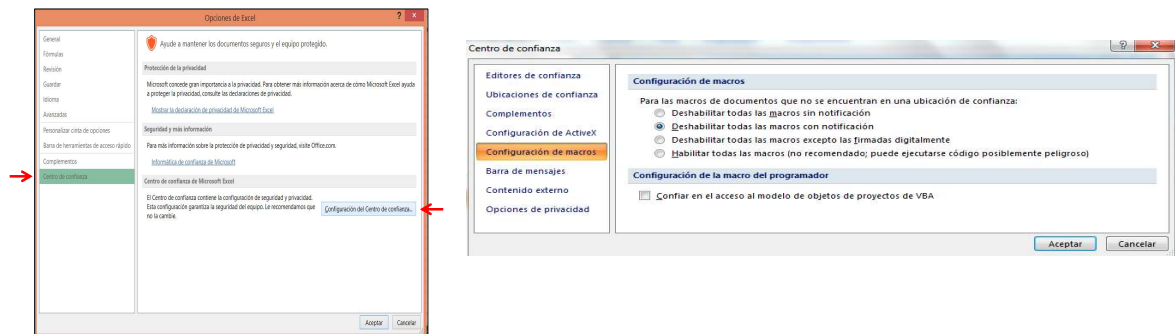 Opciones de Excel
?
x
General
Fórmulas
Revisión
Guardar
Idioma
Avanzadas
Personalizar cinta de opciones
Barra de herramientas de acceso rápido
Complementos
Centro de confianza
Ayude a mantener los documentos seguros y el equipo protegido.
Protección de la privacidad
Microsoft concede gran importancia a la privacidad. Para obtener más información acerca de cómo Microsoft Excel ayuda
a proteger la privacidad, consulte las declaraciones de privacidad.
Mostrar la declaración de privacidad de Microsoft Excel
Seguridad y más información
Para más información sobre la protección de privacidad y seguridad, visite Office.com.
Informática de confianza de Microsoft
Centro de confianza de Microsoft Excel
El Centro de confianza contiene la configuración de seguridad y privacidad.
Esta configuración garantiza la seguridad del equipo. Le recomendamos que
no la cambie.
Configuración del Centro de confianza...
Aceptar
Cancelar
Centro de confianza
?
x
Editores de confianza
Ubicaciones de confianza
Complementos
Configuración de ActiveX
Configuración de macros
Barra de mensajes
Contenido externo
Opciones de privacidad
Configuración de macros
Para las macros de documentos que no se encuentran en una ubicación de confianza:
Deshabilitar todas las macros sin notificación
Deshabilitar todas las macros con notificación
Deshabilitar todas las macros excepto las firmadas digitalmente
Habilitar todas las macros (no recomendado; puede ejecutarse código posiblemente peligroso)
Configuración de la macro del programador
Confiar en el acceso al modelo de objetos de proyectos de VBA
Aceptar
Cancelar